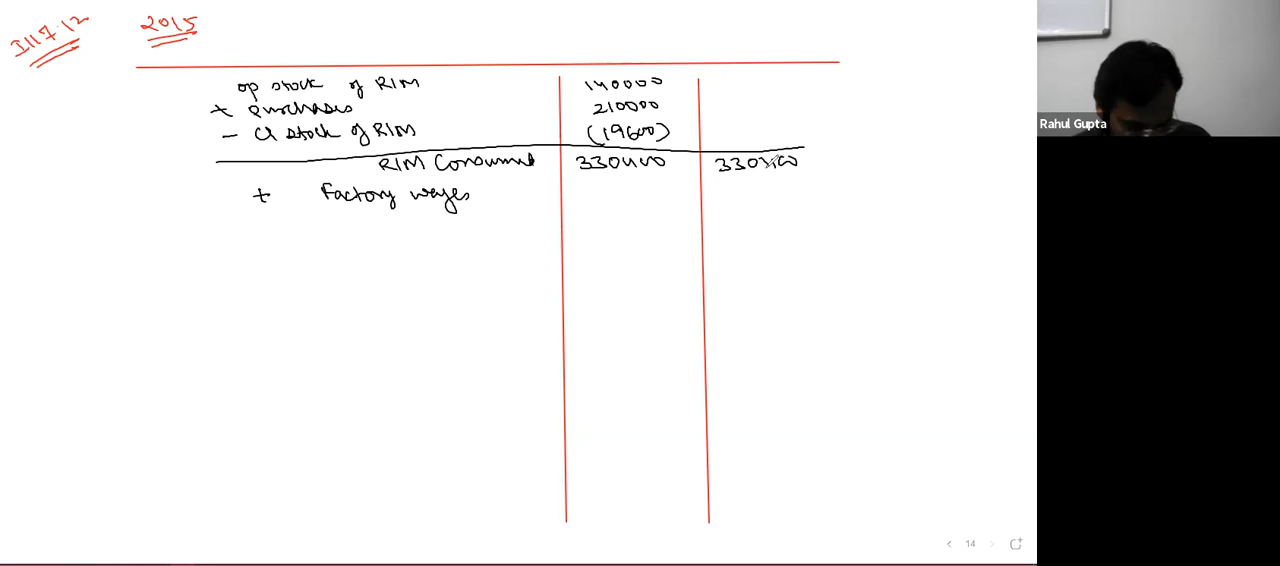 Ill 7.12
2015
op stock of R/M 140000
+ purchases 210000
- Cl stock of R/M (19600)
R/M Consumed 330400 330400
+ Factory wages
Rahul Gupta
14